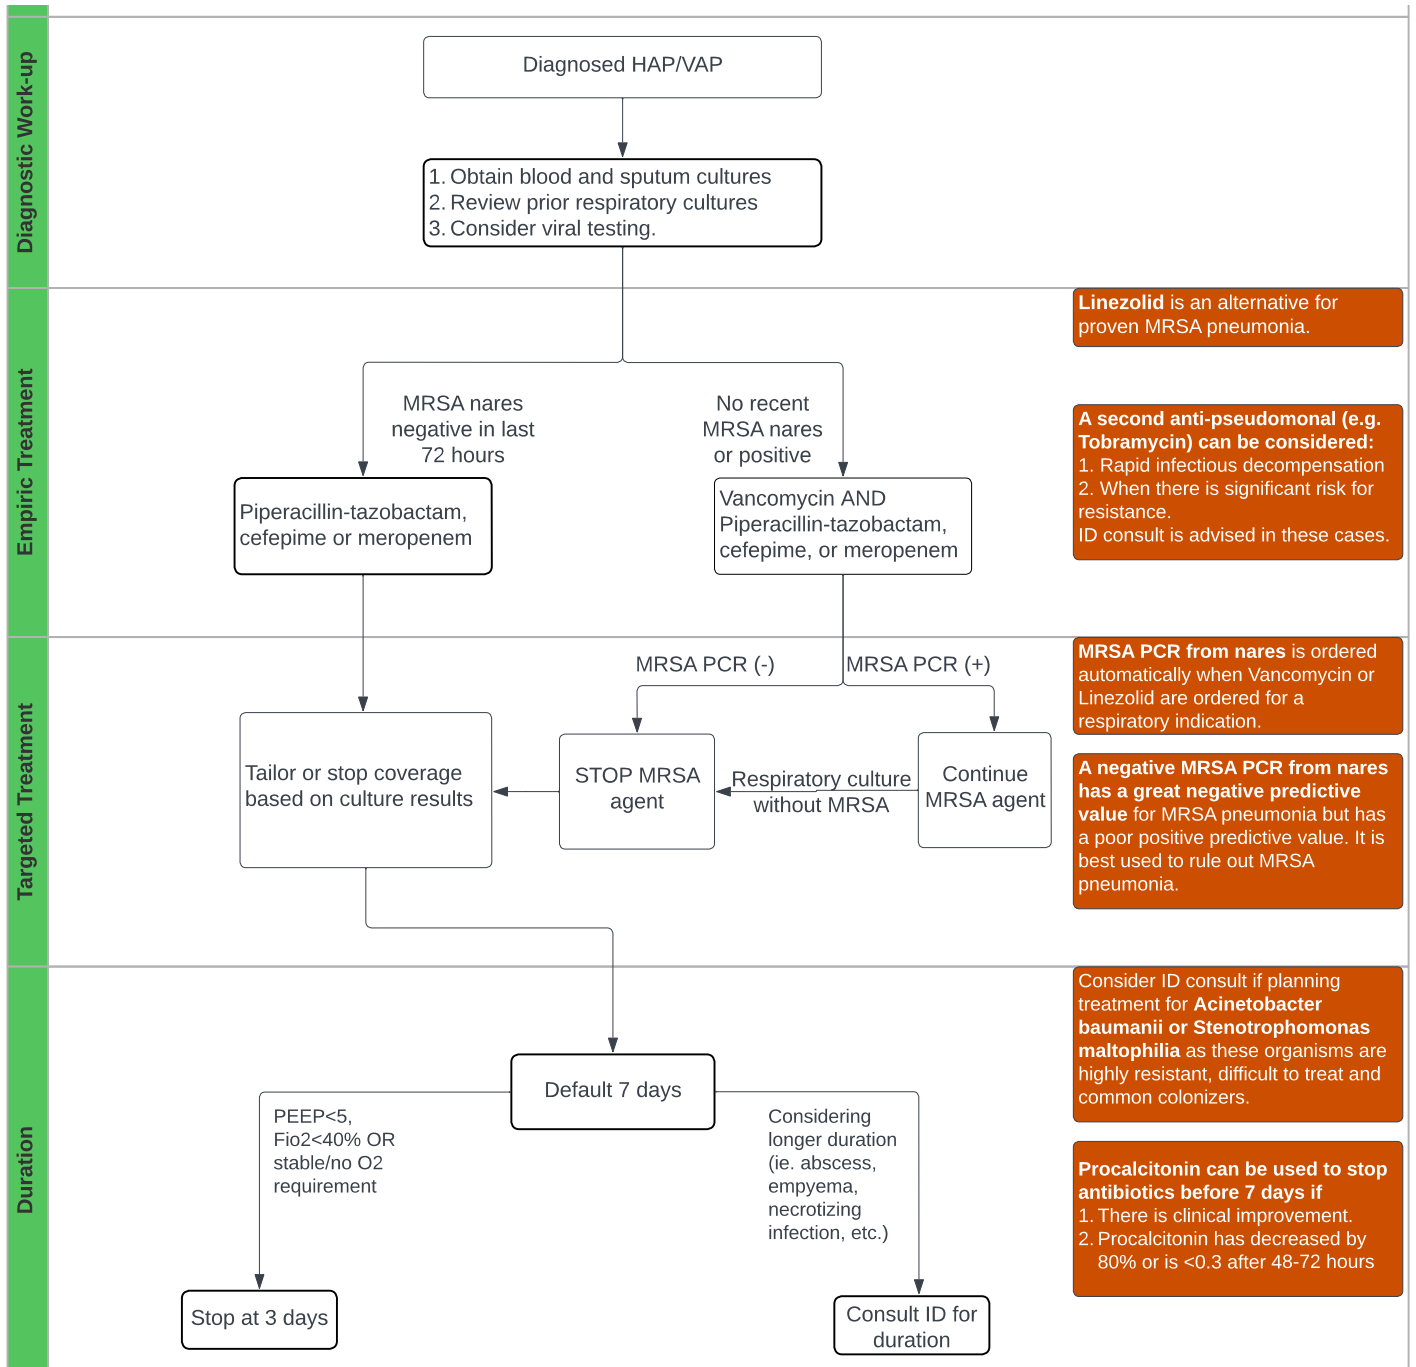 Diagnostic Work-up
Diagnosed HAP/VAP
1. Obtain blood and sputum cultures
2. Review prior respiratory cultures
3. Consider viral testing.
Empiric Treatment
MRSA nares
negative in last
72 hours
No recent
MRSA nares
or positive
Piperacillin-tazobactam,
cefepime or meropenem
Vancomycin AND
Piperacillin-tazobactam,
cefepime, or meropenem
Linezolid is an alternative for
proven MRSA pneumonia.
A second anti-pseudomonal (e.g.
Tobramycin) can be considered:
1. Rapid infectious decompensation
2. When there is significant risk for
resistance.
ID consult is advised in these cases.
Targeted Treatment
MRSA PCR (-)
MRSA PCR (+)
Tailor or stop coverage
based on culture results
STOP MRSA
agent
Respiratory culture
without MRSA
Continue
MRSA agent
MRSA PCR from nares is ordered
automatically when Vancomycin or
Linezolid are ordered for a
respiratory indication.
A negative MRSA PCR from nares
has a great negative predictive
value for MRSA pneumonia but has
a poor positive predictive value. It is
best used to rule out MRSA
pneumonia.
Duration
Default 7 days
PEEP<5,
Fio2<40% OR
stable/no O2
requirement
Considering
longer duration
(ie. abscess,
empyema,
necrotizing
infection, etc.)
Stop at 3 days
Consult ID for
duration
Consider ID consult if planning
treatment for Acinetobacter
baumanii or Stenotrophomonas
maltophilia as these organisms are
highly resistant, difficult to treat and
common colonizers.
Procalcitonin can be used to stop
antibiotics before 7 days if
1. There is clinical improvement.
2. Procalcitonin has decreased by
80% or is <0.3 after 48-72 hours